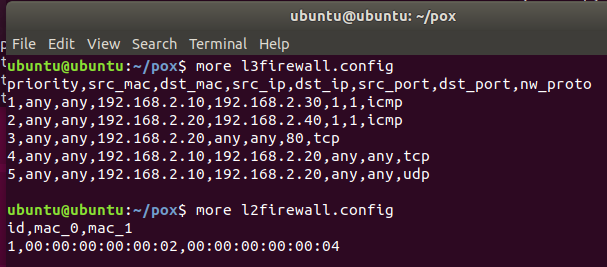 ubuntu@ubuntu: ~/pox
File Edit View Search Terminal Help
ubuntu@ubuntu:~/pox$ more l3firewall.config
priority,src_mac,dst_mac,src_ip,dst_ip,src_port,dst_port,nw_proto
1,any,any,192.168.2.10,192.168.2.30,1,1,icmp
2,any,any,192.168.2.20,192.168.2.40,1,1,icmp
3,any,any,192.168.2.20,any,any,80,tcp
4,any,any,192.168.2.10,192.168.2.20,any,any,tcp
5,any,any,192.168.2.10,192.168.2.20,any,any,udp
ubuntu@ubuntu:~/pox$ more l2firewall.config
id,mac_0,mac_1
1,00:00:00:00:00:02,00:00:00:00:00:04